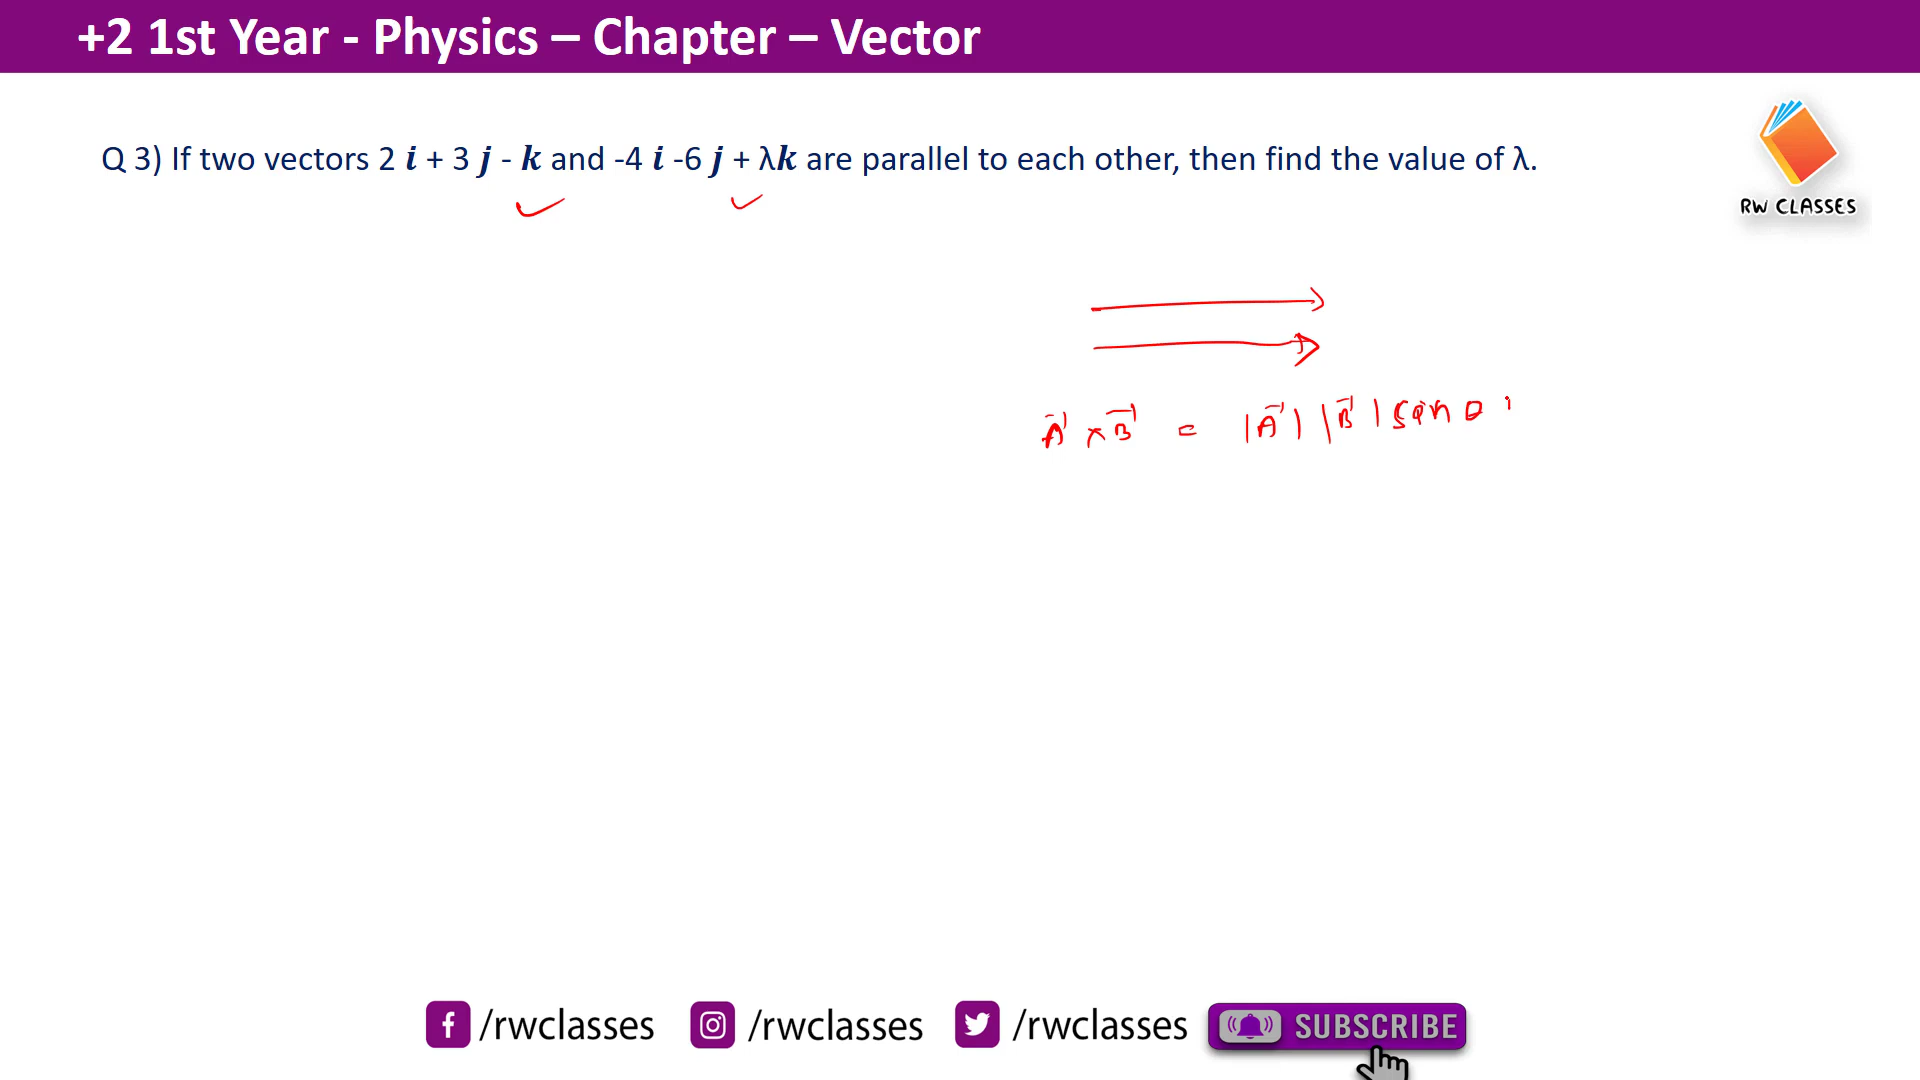 +2 1st Year - Physics – Chapter – Vector
Q 3) If two vectors 2 i + 3 j - k and -4 i -6 j + λk are parallel to each other, then find the value of λ.
RW CLASSES
A⃗ × B⃗ = |A⃗| |B⃗| sin θ
/rwclasses /rwclasses /rwclasses SUBSCRIBE